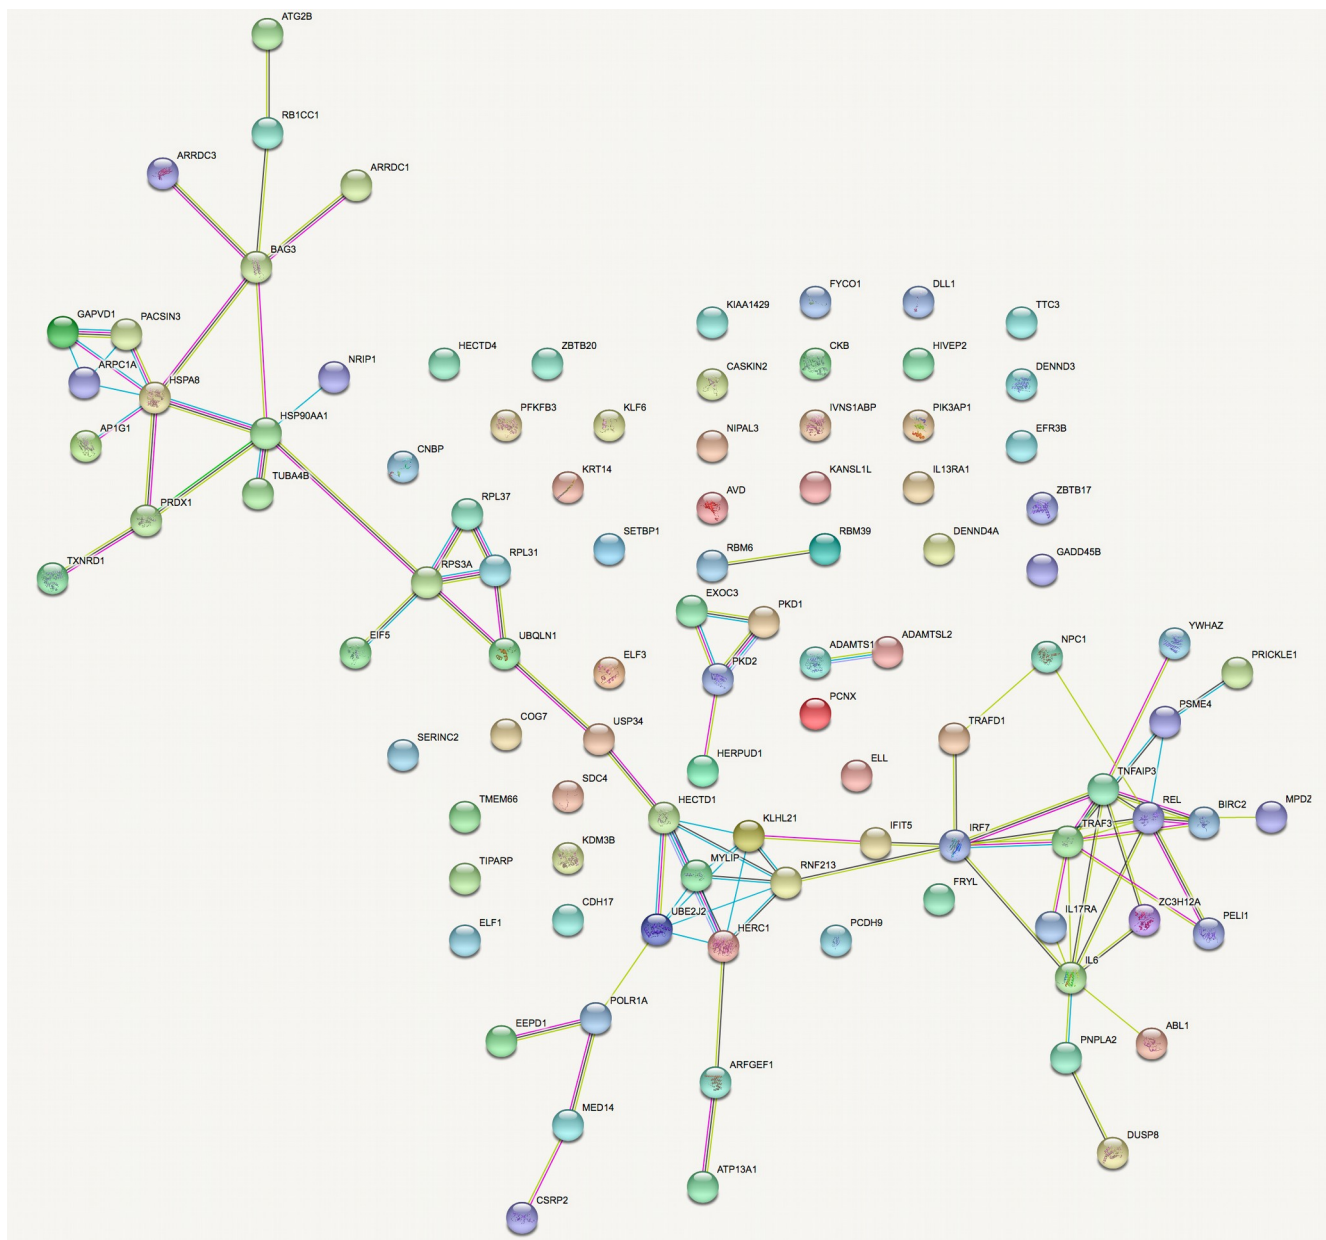 ATG2B
RB1CC1
ARRDC3
ARRDC1
BAG3
GAPVD1
PACSIN3
ARPC1A
HSPA8
NRIP1
AP1G1
HSP90AA1
TUBA4B
PRDX1
TXNRD1
HECTD4
ZBTB20
PFKFB3
KLF6
CNBP
KRT14
RPL37
SETBP1
RPL31
RPS3A
EIF5
UBQLN1
ELF3
FYCO1
DLL1
KIAA1429
TTC3
CKB
HIVEP2
CASKIN2
DENND3
IVNS1ABP
PIK3AP1
NIPAL3
EFR3B
KANSL1L
IL13RA1
AVD
ZBTB17
RBM39
DENND4A
RBM6
GADD45B
EXOC3
PKD1
PKD2
ADAMTS1
ADAMTSL2
PCNX
HERPUD1
ELL
NPC1
YWHAZ
PRICKLE1
PSME4
TRAFD1
TNFAIP3
REL
BIRC2
MPDZ
TRAF3
IRF7
IFIT5
COG7
USP34
SERINC2
SDC4
TMEM66
HECTD1
KLHL21
KDM3B
MYLIP
RNF213
TIPARP
FRYL
IL17RA
ZC3H12A
PELI1
CDH17
UBE2J2
HERC1
PCDH9
ELF1
IL6
POLR1A
EEPD1
ABL1
PNPLA2
ARFGEF1
MED14
DUSP8
ATP13A1
CSRP2